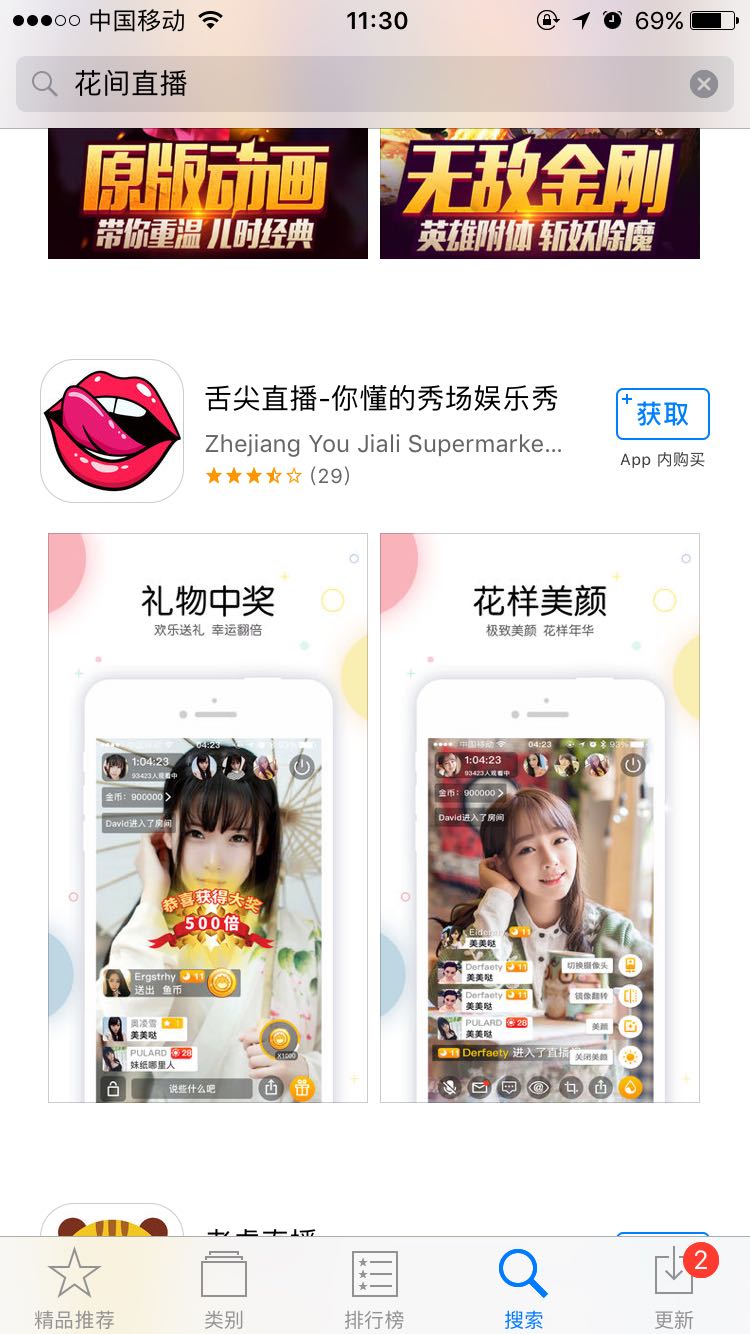 中国移动
11:30
69%
花间直播
原版动画
带你重温 儿时经典
无敌金刚
英雄附体 斩妖除魔
舌尖直播-你懂的秀场娱乐秀
Zhejiang You Jiali Supermarke...
(29)
+获取
App 内购买
礼物中奖
欢乐送礼 幸运翻倍
04:23
1:04:23
93423人观看中
金币：900000
David进入了房间
恭喜获得大奖
500倍
Ergstrhy 11
送出 鱼币
奥凌雪 1
美美哒
X1000
PULARD 28
妹纸哪里人
说些什么吧
花样美颜
极致美颜 花样年华
中国移动
04:23
93%
1:04:23
93423人观看中
金币：900000
David进入了房间
11
美美哒
Derfaety 11
美美哒
切换摄像头
Derfaety 11
美美哒
镜像翻转
PULARD 28
美美哒
美颜
11 Derfaety 进入了直播间
关闭美颜
精品推荐
类别
排行榜
搜索
更新
2